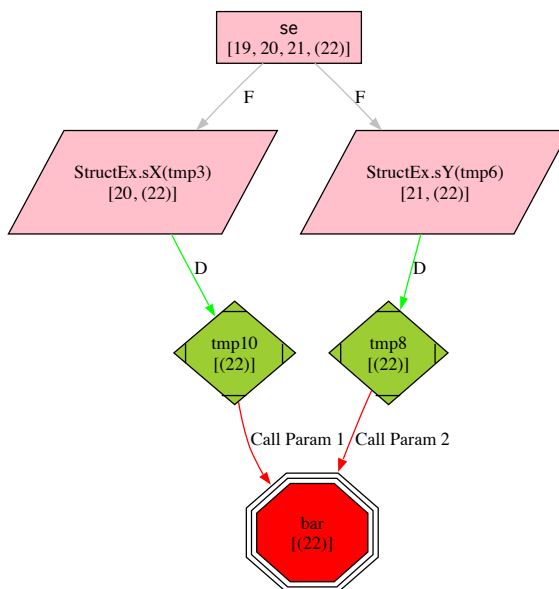 se
[19, 20, 21, (22)]
F
F
StructEx.sX(tmp3)
[20, (22)]
StructEx.sY(tmp6)
[21, (22)]
D
D
tmp10
[(22)]
tmp8
[(22)]
Call Param 1
Call Param 2
bar
[(22)]